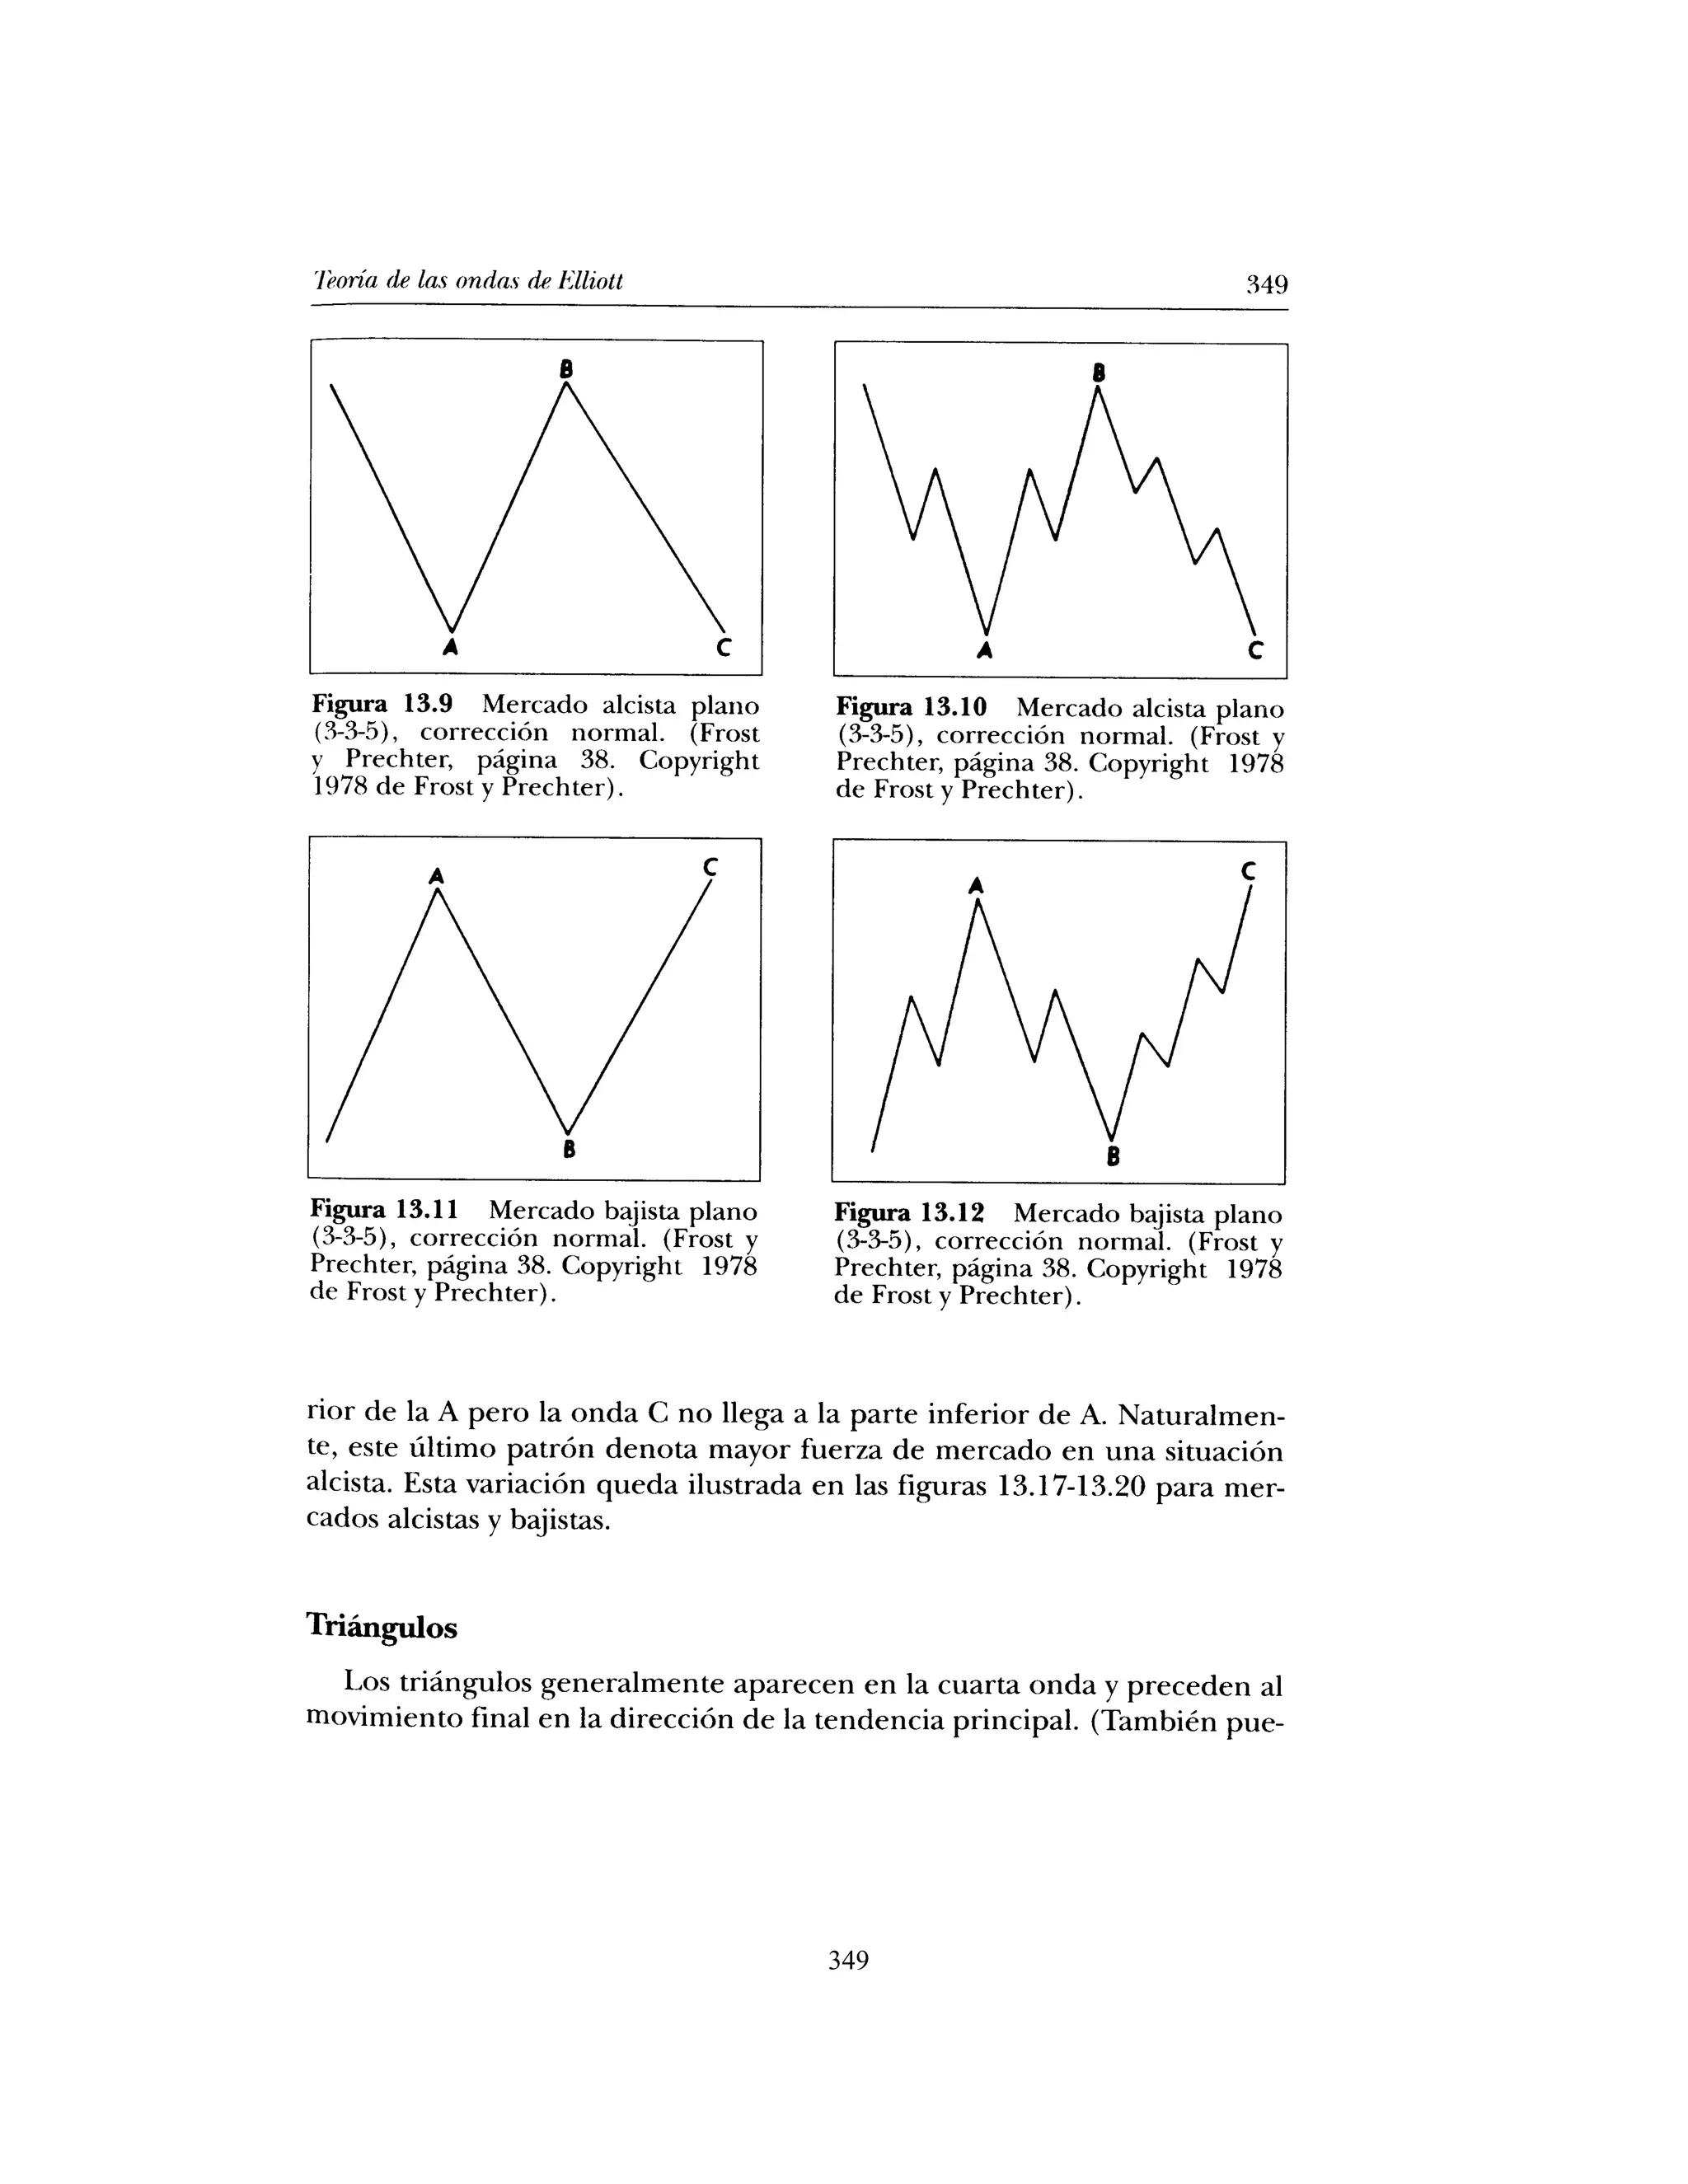 Teoría de las ondas de Elliott 349
B
A
C
B
A
C
Figura 13.9 Mercado alcista plano
(3-3-5), corrección normal. (Frost
y Prechter, página 38. Copyright
1978 de Frost y Prechter).
Figura 13.10 Mercado alcista plano
(3-3-5), corrección normal. (Frost y
Prechter, página 38. Copyright 1978
de Frost y Prechter).
A
C
B
A
C
B
Figura 13.11 Mercado bajista plano
(3-3-5), corrección normal. (Frost y
Prechter, página 38. Copyright 1978
de Frost y Prechter).
Figura 13.12 Mercado bajista plano
(3-3-5), corrección normal. (Frost y
Prechter, página 38. Copyright 1978
de Frost y Prechter).
rior de la A pero la onda C no llega a la parte inferior de A. Naturalmen-
te, este último patrón denota mayor fuerza de mercado en una situación
alcista. Esta variación queda ilustrada en las figuras 13.17-13.20 para mer-
cados alcistas y bajistas.
Triángulos
Los triángulos generalmente aparecen en la cuarta onda y preceden al
movimiento final en la dirección de la tendencia principal. (También pue-
349